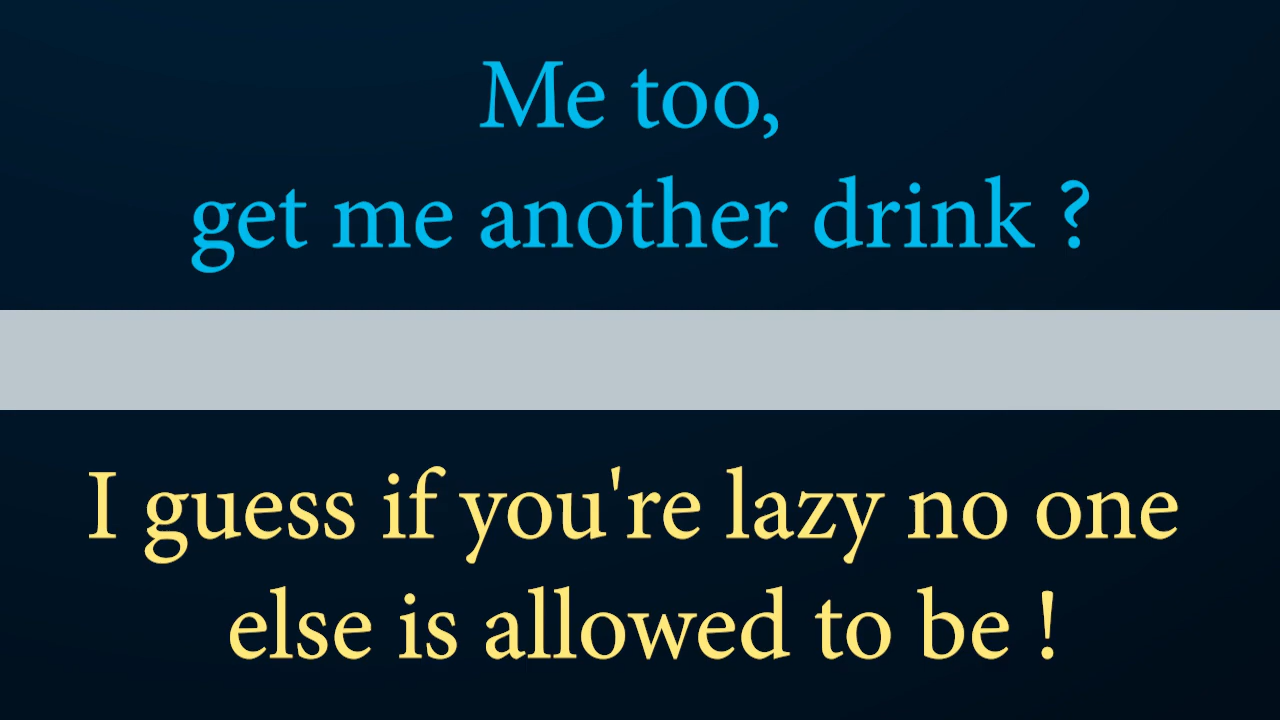 Me too,
get me another drink ?
I guess if you're lazy no one
else is allowed to be !